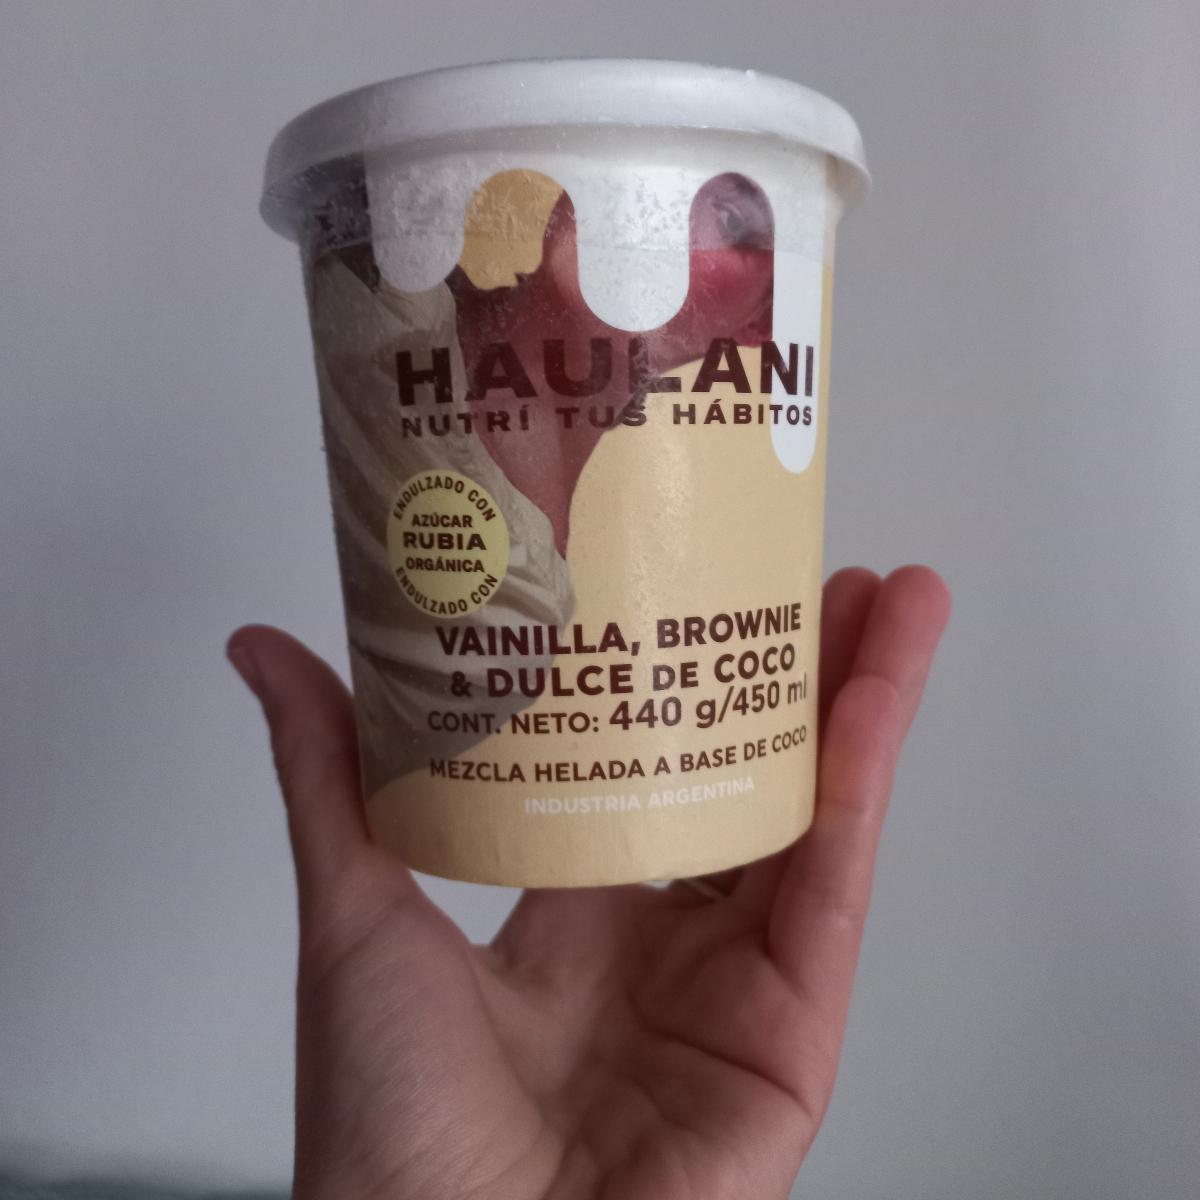 HAULANI
NUTRÍ TUS HÁBITOS
ENDULZADO CON
AZÚCAR
RUBIA
ORGÁNICA
ENDULZADO CON
VAINILLA, BROWNIE
& DULCE DE COCO
CONT. NETO: 440 g/450 ml
MEZCLA HELADA A BASE DE COCO
INDUSTRIA ARGENTINA